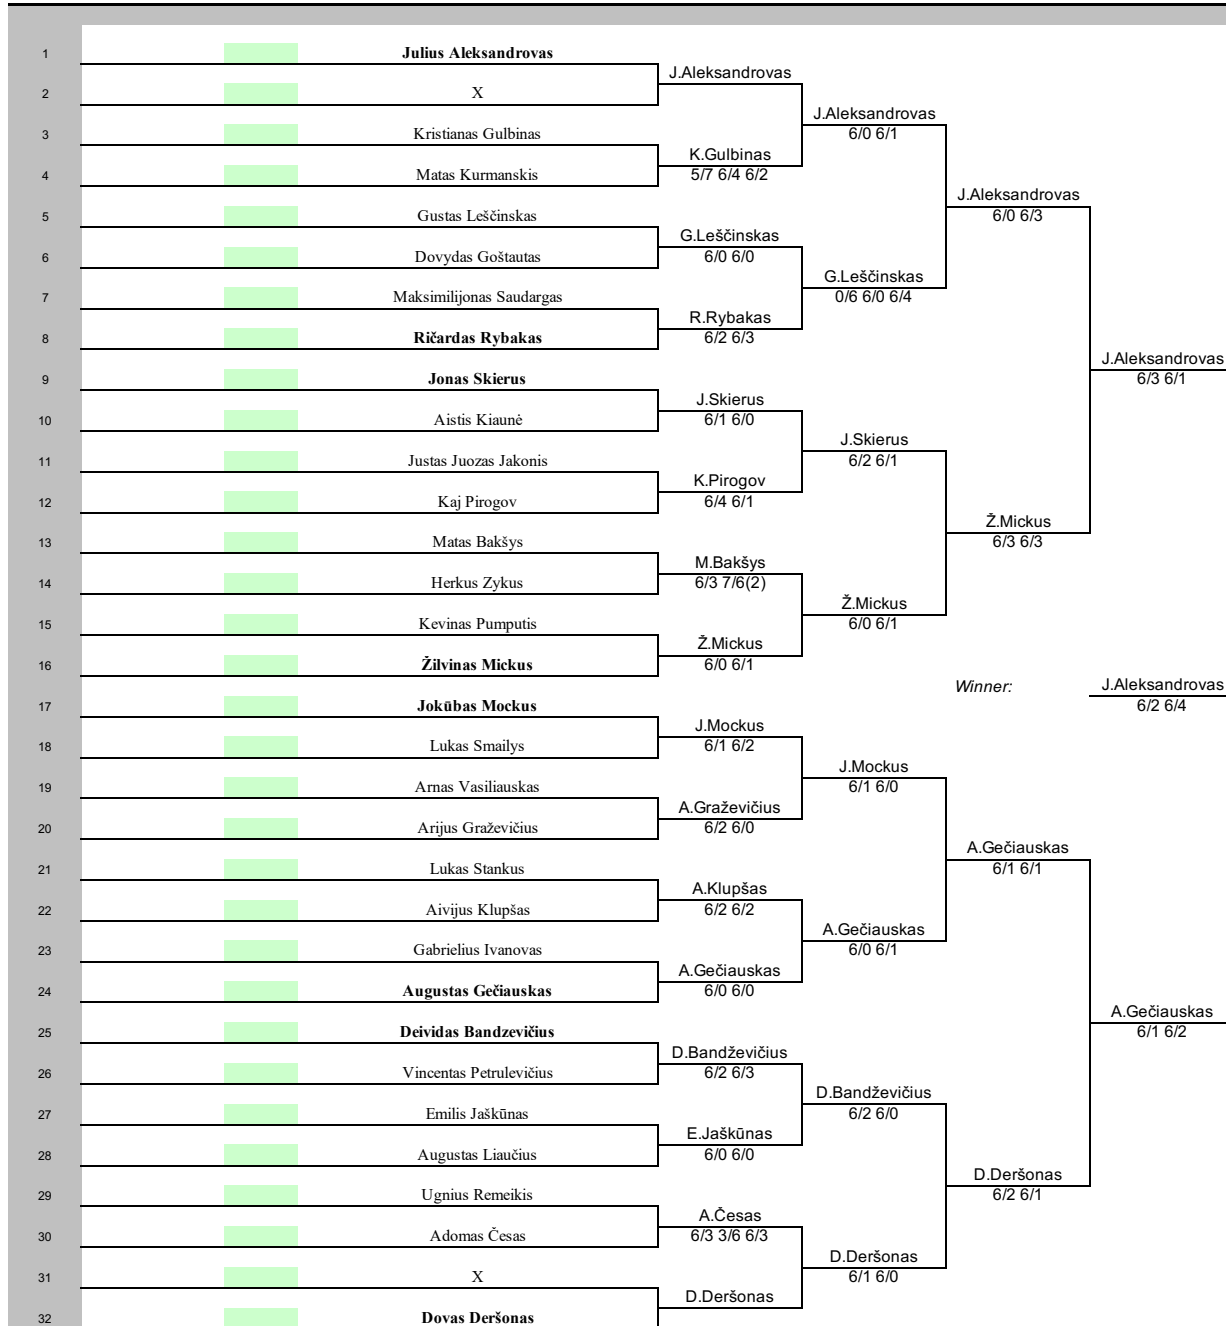 1 Julius Aleksandrovas
J.Aleksandrovas
2 X
J.Aleksandrovas
3 Kristianas Gulbinas 6/0 6/1
K.Gulbinas
4 Matas Kurmanskis 5/7 6/4 6/2
J.Aleksandrovas
5 Gustas Leščinskas 6/0 6/3
G.Leščinskas
6 Dovydas Goštautas 6/0 6/0
G.Leščinskas
7 Maksimilijonas Saudargas 0/6 6/0 6/4
R.Rybakas
8 Ričardas Rybakas 6/2 6/3
J.Aleksandrovas
9 Jonas Skierus 6/3 6/1
J.Skierus
10 Aistis Kiaunė 6/1 6/0
J.Skierus
11 Justas Juozas Jakonis 6/2 6/1
K.Pirogov
12 Kaj Pirogov 6/4 6/1
Ž.Mickus
13 Matas Bakšys 6/3 6/3
M.Bakšys
14 Herkus Zykus 6/3 7/6(2)
Ž.Mickus
15 Kevinas Pumputis 6/0 6/1
Ž.Mickus
16 Žilvinas Mickus 6/0 6/1
Winner: J.Aleksandrovas
17 Jokūbas Mockus 6/2 6/4
J.Mockus
18 Lukas Smailys 6/1 6/2
J.Mockus
19 Arnas Vasiliauskas 6/1 6/0
A.Graževičius
20 Arijus Graževičius 6/2 6/0
A.Gečiauskas
21 Lukas Stankus 6/1 6/1
A.Klupšas
22 Aivijus Klupšas 6/2 6/2
A.Gečiauskas
23 Gabrielius Ivanovas 6/0 6/1
A.Gečiauskas
24 Augustas Gečiauskas 6/0 6/0
A.Gečiauskas
25 Deividas Bandzevičius 6/1 6/2
D.Bandževičius
26 Vincentas Petrulevičius 6/2 6/3
D.Bandževičius
27 Emilis Jaškūnas 6/2 6/0
E.Jaškūnas
28 Augustas Liaučius 6/0 6/0
D.Deršonas
29 Ugnius Remeikis 6/2 6/1
A.Česas
30 Adomas Česas 6/3 3/6 6/3
D.Deršonas
31 X 6/1 6/0
D.Deršonas
32 Dovas Deršonas